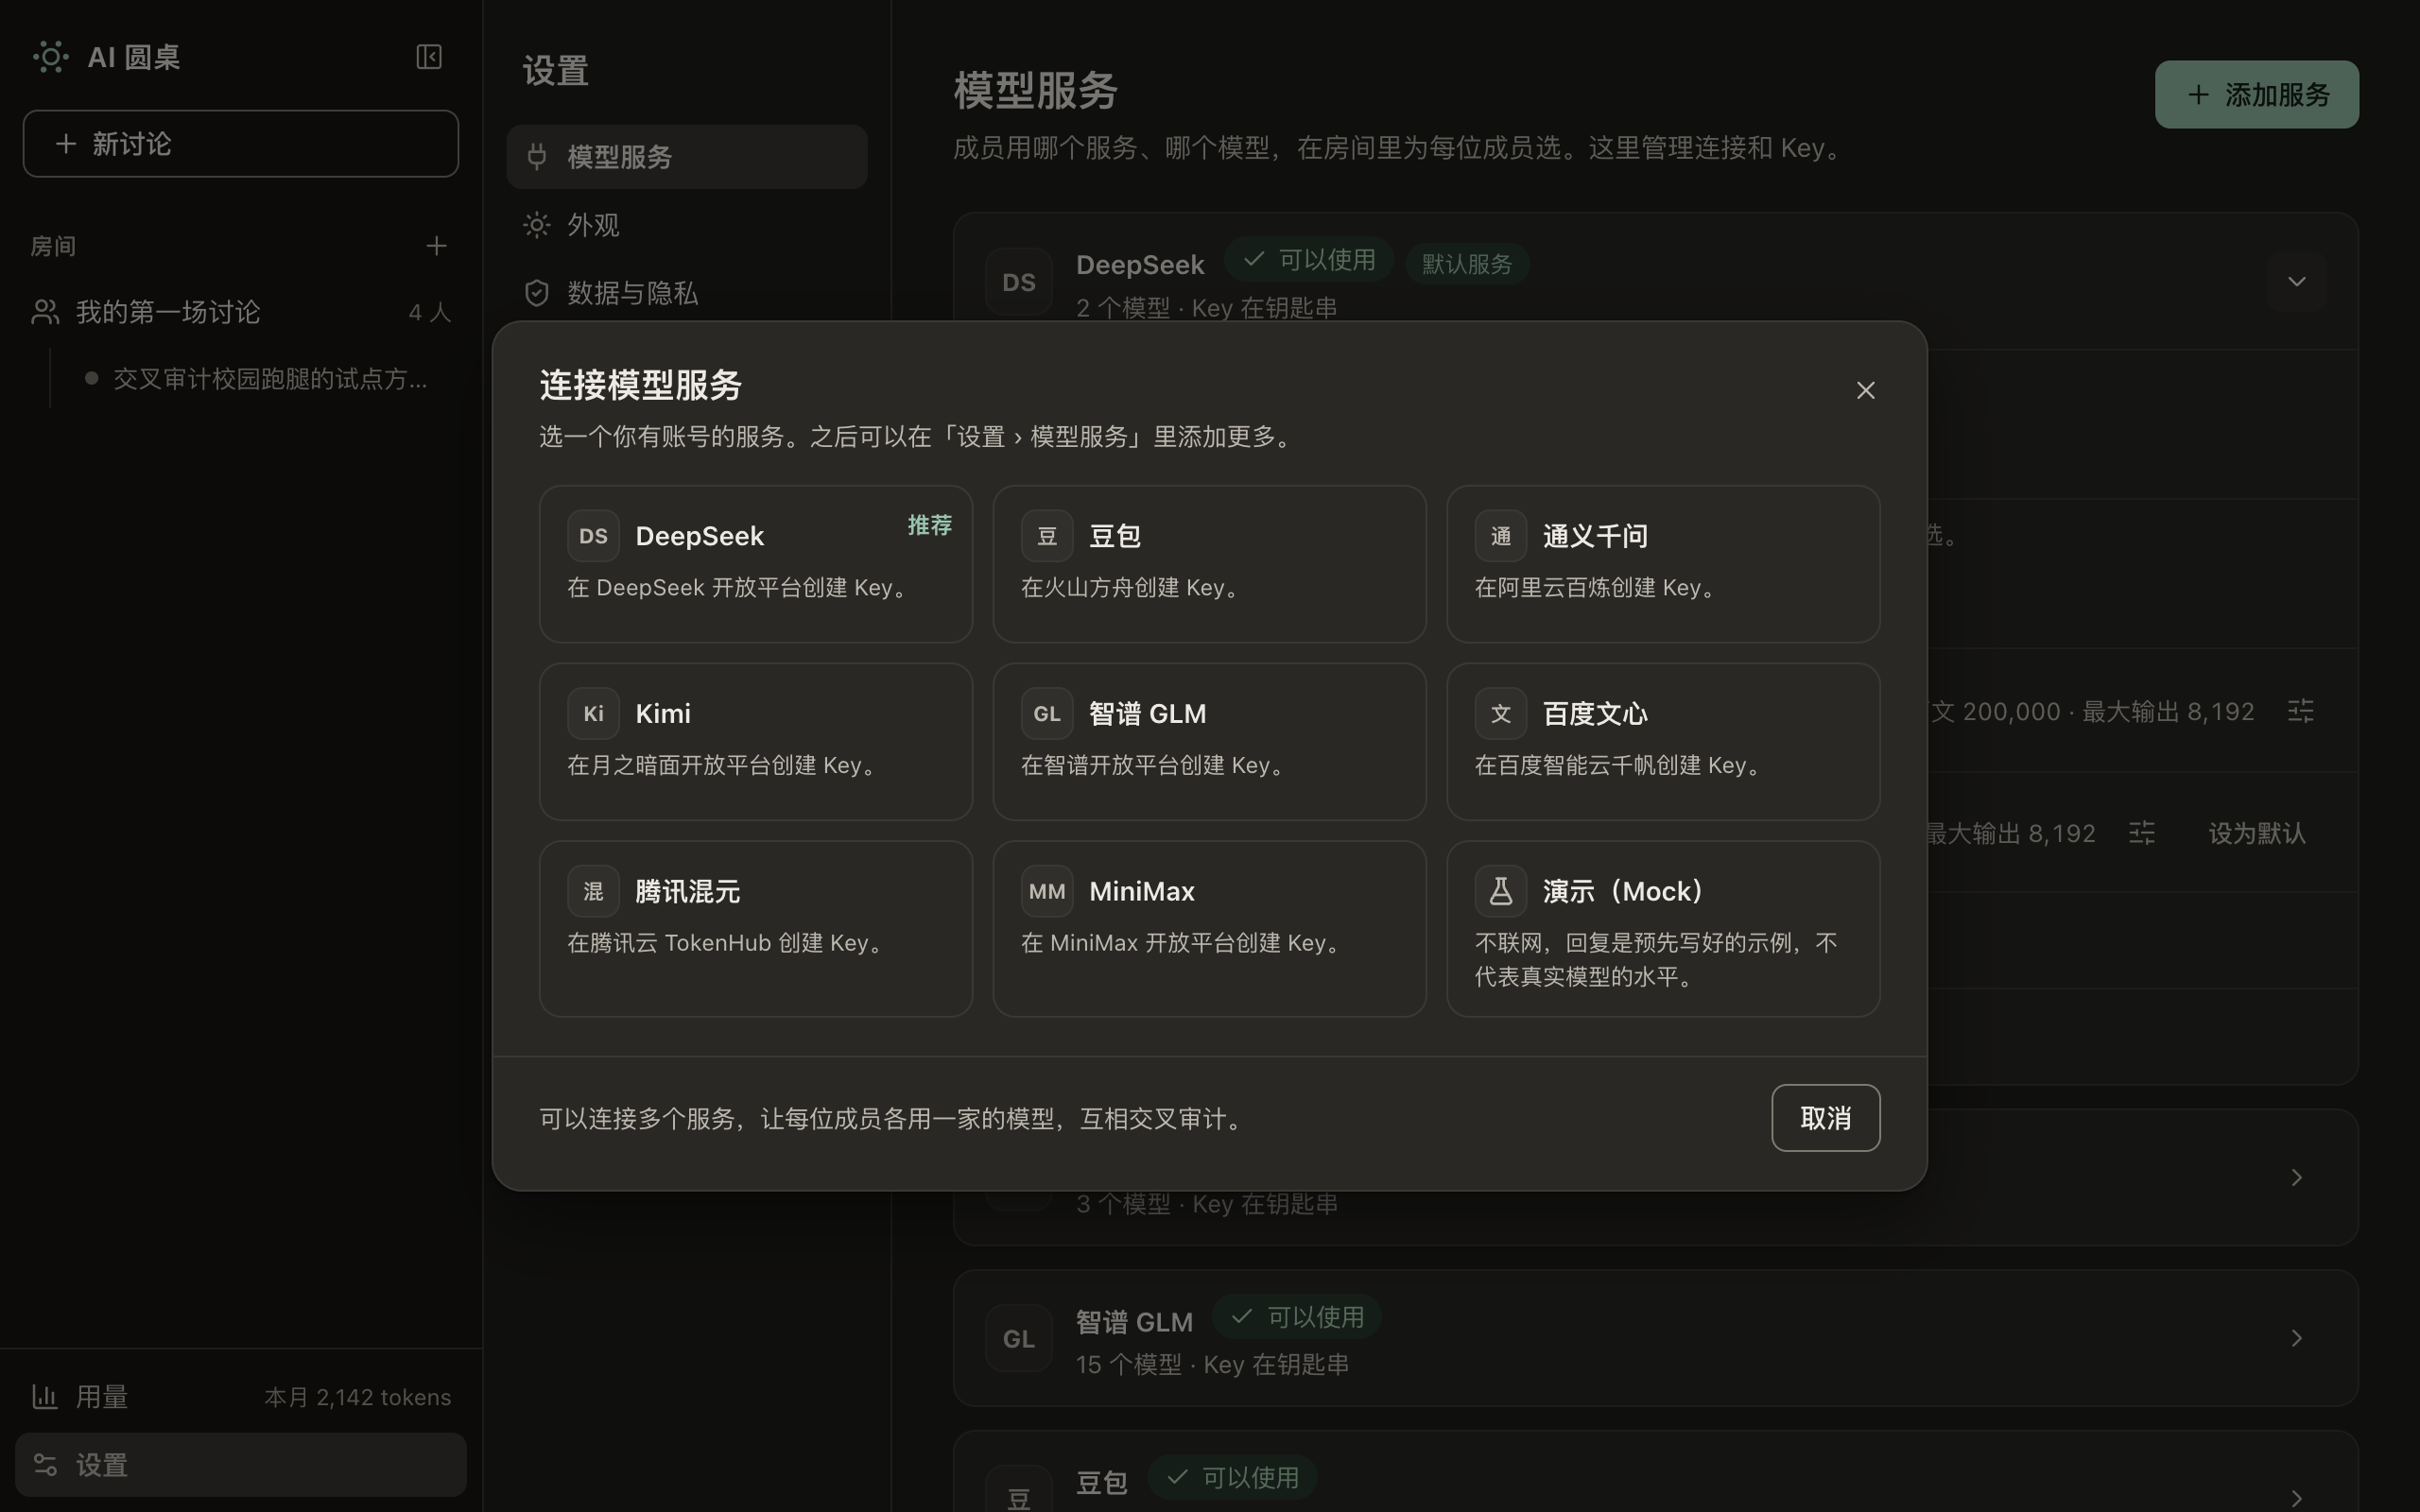 AI 圆桌
新讨论
房间
我的第一场讨论
4 人
交叉审计校园跑腿的试点方...
用量
本月 2,142 tokens
设置
设置
模型服务
外观
数据与隐私
模型服务
成员用哪个服务、哪个模型，在房间里为每位成员选。这里管理连接和 Key。
添加服务
DS
DeepSeek
可以使用
默认服务
2 个模型 · Key 在钥匙串
连接模型服务
选一个你有账号的服务。之后可以在「设置 › 模型服务」里添加更多。
DS
DeepSeek
推荐
在 DeepSeek 开放平台创建 Key。
豆
豆包
在火山方舟创建 Key。
通
通义千问
在阿里云百炼创建 Key。
Ki
Kimi
在月之暗面开放平台创建 Key。
GL
智谱 GLM
在智谱开放平台创建 Key。
文
百度文心
在百度智能云千帆创建 Key。
混
腾讯混元
在腾讯云 TokenHub 创建 Key。
MM
MiniMax
在 MiniMax 开放平台创建 Key。
演示（Mock）
不联网，回复是预先写好的示例，不
代表真实模型的水平。
可以连接多个服务，让每位成员各用一家的模型，互相交叉审计。
取消
选。
文 200,000 · 最大输出 8,192
最大输出 8,192
设为默认
3 个模型 · Key 在钥匙串
GL
智谱 GLM
可以使用
15 个模型 · Key 在钥匙串
豆
豆包
可以使用